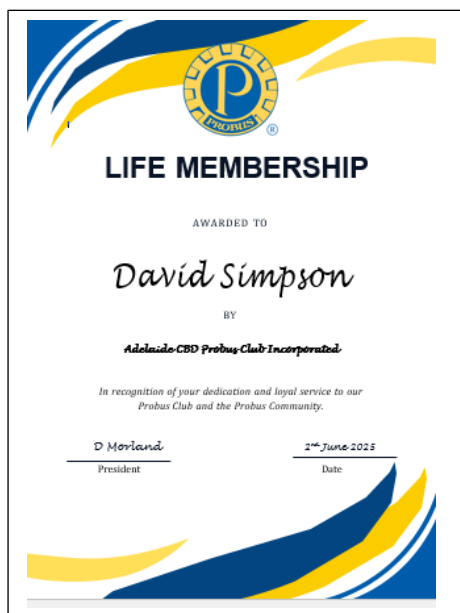 P
PROBUS
®
LIFE MEMBERSHIP
AWARDED TO
David Simpson
BY
Adelaide CBD Probus Club Incorporated
In recognition of your dedication and loyal service to our
Probus Club and the Probus Community.
D Morland 2nd June 2025
President Date